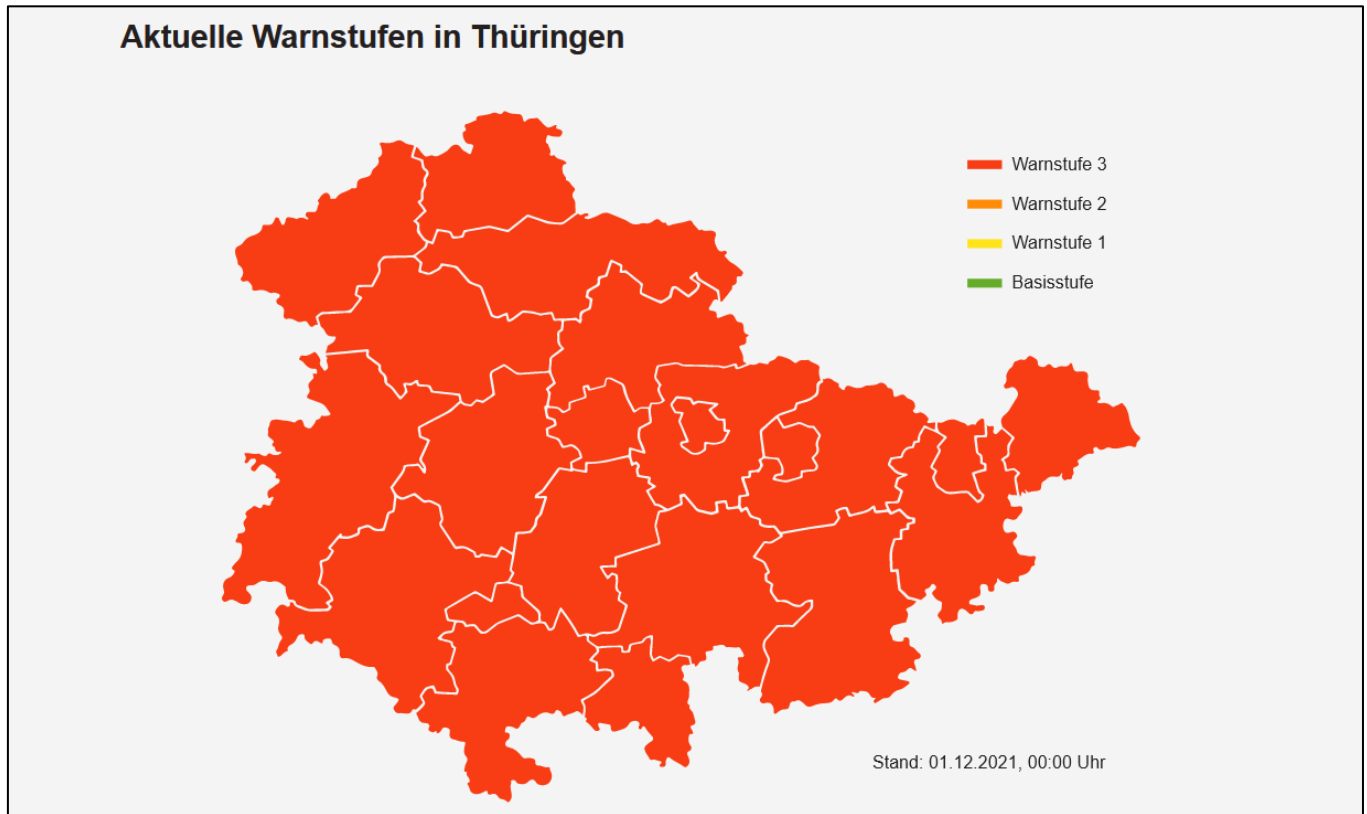 Aktuelle Warnstufen in Thüringen
Warnstufe 3
Warnstufe 2
Warnstufe 1
Basisstufe
Stand: 01.12.2021, 00:00 Uhr